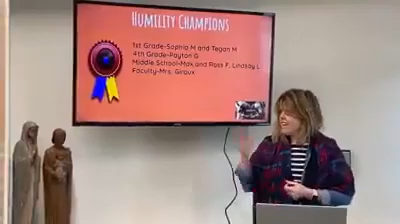 Humility Champions
1st Grade-Sophia M and Tegan M
4th Grade-Payton G
Middle School-Max and Ross P, Lindsay L
Faculty-Mrs. Giroux